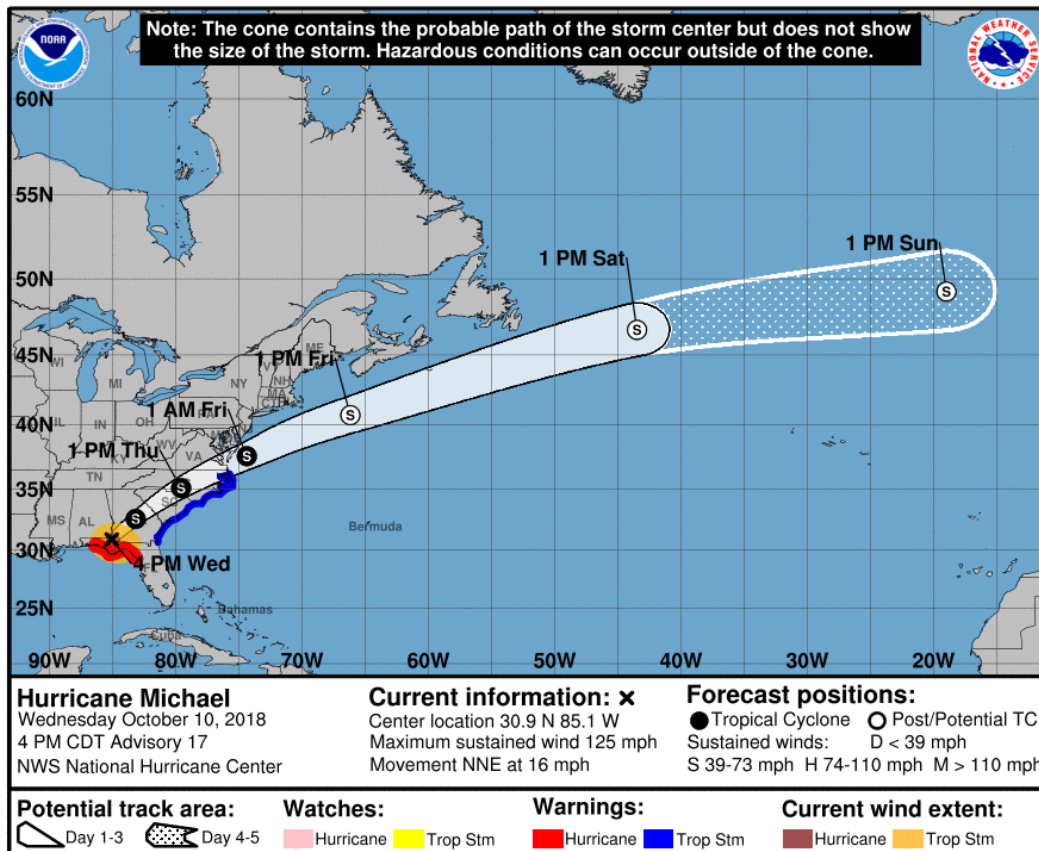 Note: The cone contains the probable path of the storm center but does not show
the size of the storm. Hazardous conditions can occur outside of the cone.
NOAA
NATIONAL WEATHER SERVICE
60N
55N
50N
45N
40N
35N
30N
25N
1 PM Sun
1 PM Sat
1 PM Fri
1 AM Fri
1 PM Thu
4 PM Wed
S
S
S
S
S
S
WI
MI
NY
ME
VT
NH
MA
CT
PA
IL
IN
OH
WV
KY
VA
TN
SC
MS
AL
FL
Bermuda
Bahamas
Cuba
90W 80W 70W 60W 50W 40W 30W 20W
Hurricane Michael
Wednesday October 10, 2018
4 PM CDT Advisory 17
NWS National Hurricane Center
Current information: x
Center location 30.9 N 85.1 W
Maximum sustained wind 125 mph
Movement NNE at 16 mph
Forecast positions:
Tropical Cyclone Post/Potential TC
Sustained winds: D < 39 mph
S 39-73 mph H 74-110 mph M > 110 mph
Potential track area:
Day 1-3 Day 4-5
Watches:
Hurricane Trop Stm
Warnings:
Hurricane Trop Stm
Current wind extent:
Hurricane Trop Stm